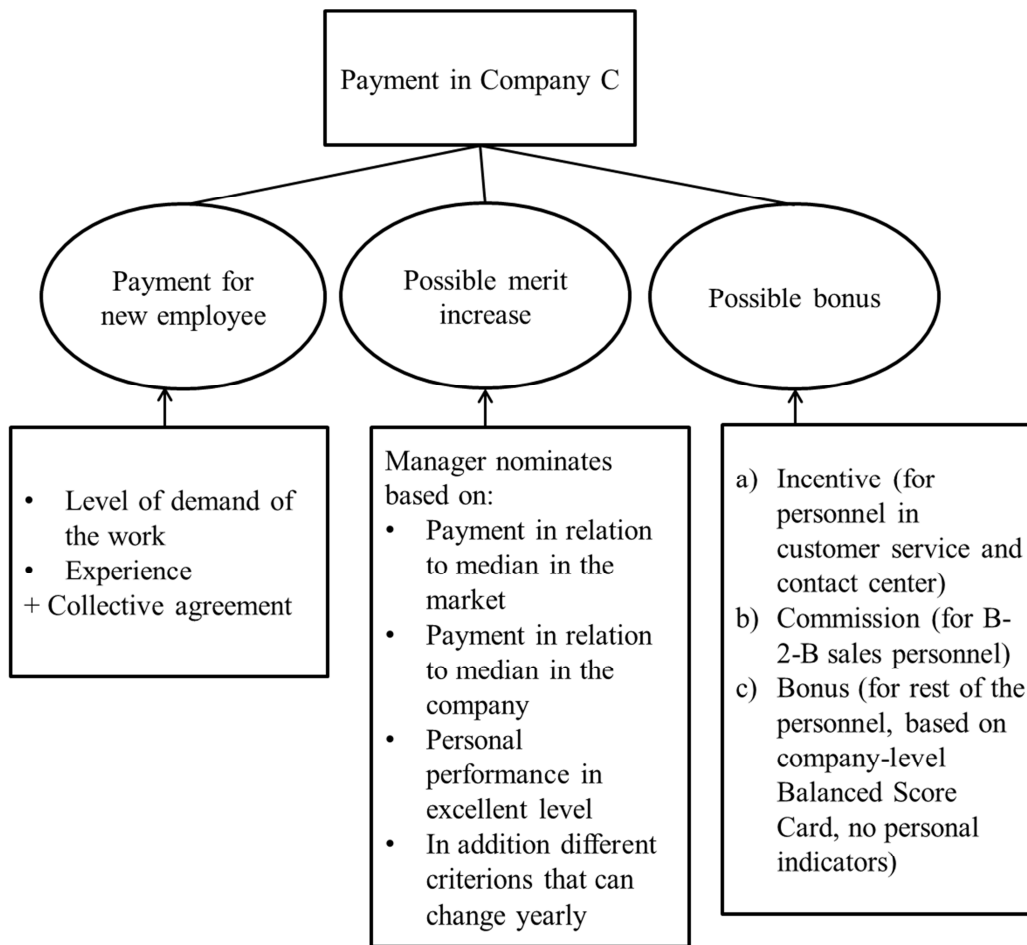 Payment in Company C
Payment for
new employee
Possible merit
increase
Possible bonus
• Level of demand of
the work
• Experience
+ Collective agreement
Manager nominates
based on:
• Payment in relation
to median in the
market
• Payment in relation
to median in the
company
• Personal
performance in
excellent level
• In addition different
criterions that can
change yearly
a) Incentive (for
personnel in
customer service and
contact center)
b) Commission (for B-
2-B sales personnel)
c) Bonus (for rest of the
personnel, based on
company-level
Balanced Score
Card, no personal
indicators)